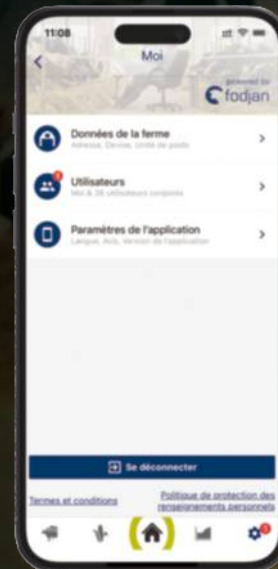 11:08
Moi
powered by
fodjan
Données de la ferme
Adresse, Devise, Unité de poids
1
Utilisateurs
Moi & 26 utilisateurs conjoints
Paramètres de l'application
Langue, Avis, Version de l'application
Se déconnecter
Termes et conditions
Politique de protection des
renseignements personnels